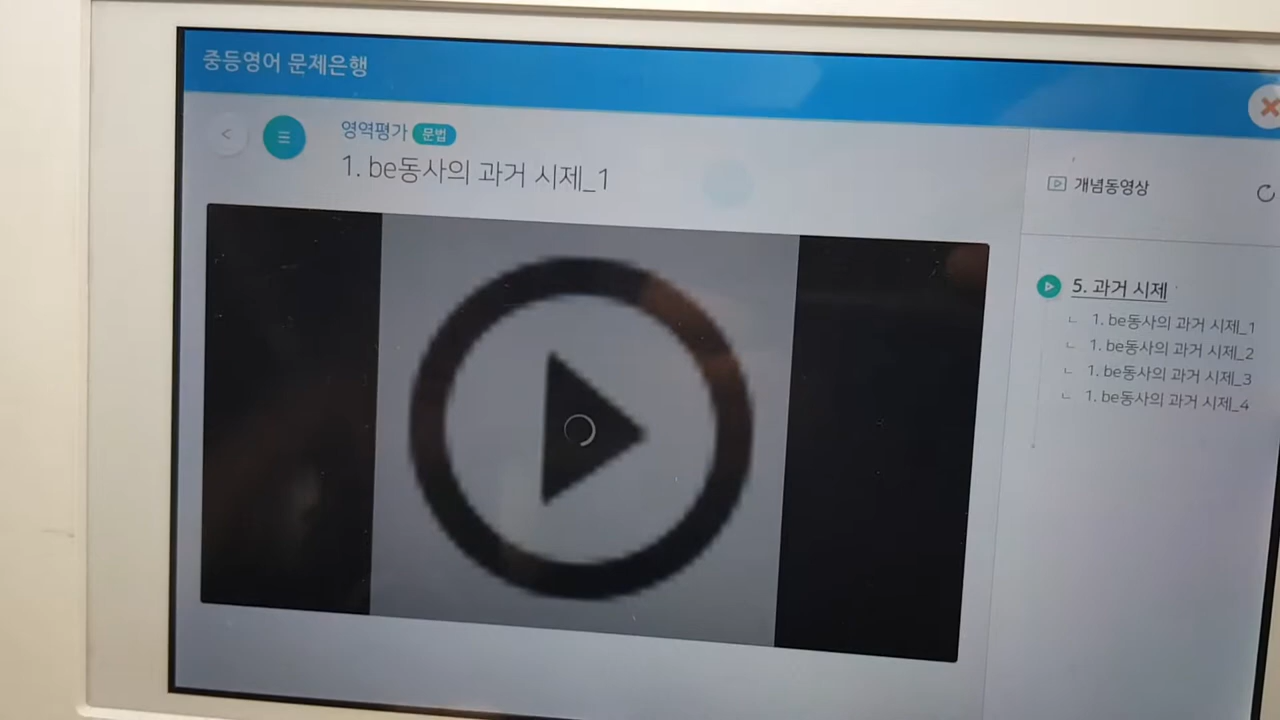 중등영어 문제은행
영역평가 문법
1. be동사의 과거 시제_1
개념동영상
5. 과거 시제
ㄴ 1. be동사의 과거 시제_1
ㄴ 1. be동사의 과거 시제_2
ㄴ 1. be동사의 과거 시제_3
ㄴ 1. be동사의 과거 시제_4